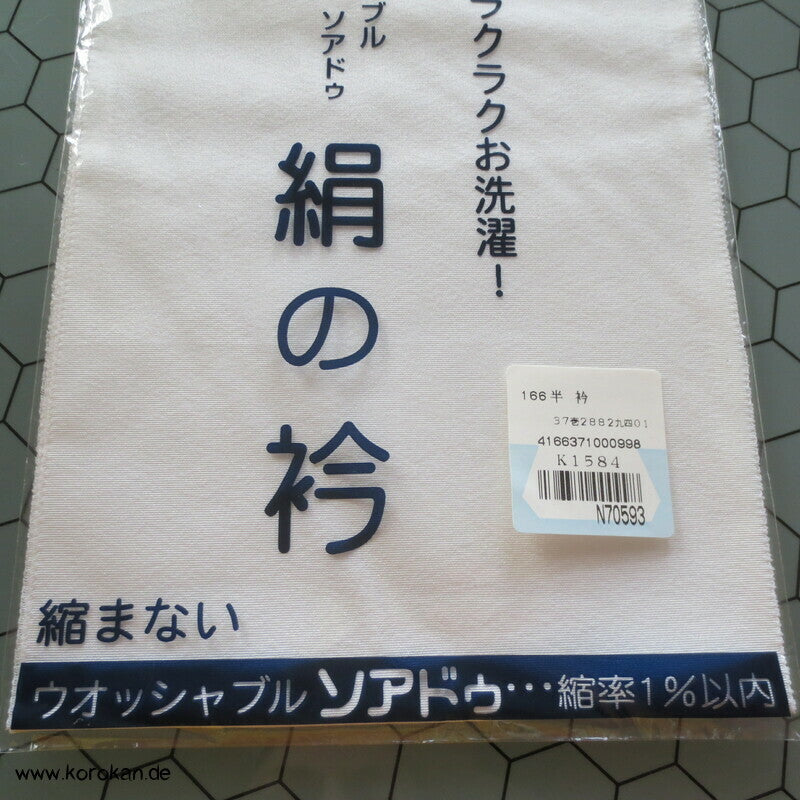 ラクラクお洗濯!
ブル
ソアドゥ
絹の衿
166半 衿
37壱2882九四01
4166371000998
K1584
N70593
縮まない
ウオッシャブル ソアドゥ…縮率1%以内
www.korokan.de